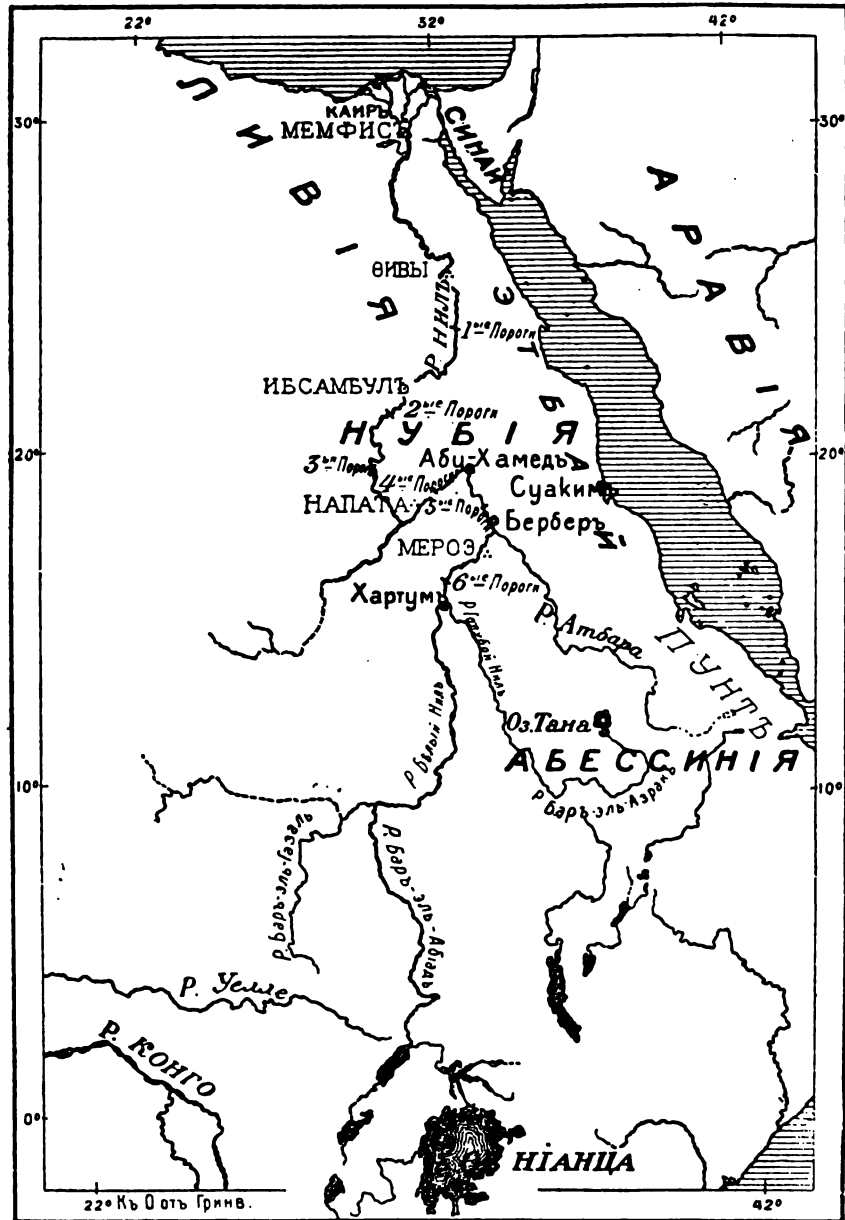 22° 32° 42°
30° КАИРЪ СИНАЙ 30°
МЕМФИСЪ
ЛИВІЯ
АРАВІЯ
ѲИВЫ
Р. НИЛЪ
ЭТБАЙ
1ые Пороги
ИБСАМБУЛЪ
2ые Пороги
НУБІЯ
20° 20°
3ьи Пороги
Абу-Хамедъ
4ые Пороги
Суакимъ
НАПАТА
5ые Пороги
Берберъ
МЕРОЭ
6ые Пороги
Хартумъ
Р. Атбара
р. Голубой Нилъ
ПУНТЪ
Оз. Тана
р. Бѣлый Нилъ
АБЕССИНІЯ
10° 10°
р. Баръ-эль-Азракъ
р. Баръ-эль-Газаль
р. Баръ-эль-Абіадъ
Р. Уелле
Р. КОНГО
0° 0°
НІАНЦА
22° Къ О отъ Гринв. 42°